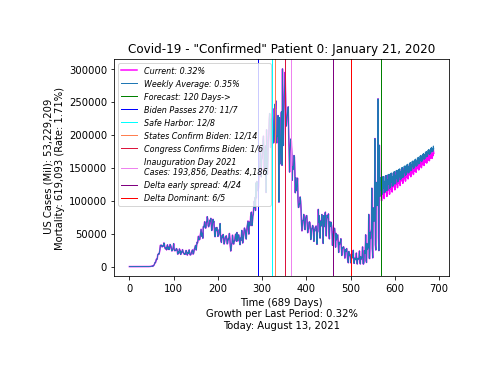 Covid-19 - "Confirmed" Patient 0: January 21, 2020
US Cases (Mil): 53,229,209
Mortality: 619,093 (Rate: 1.71%)
300000
250000
200000
150000
100000
50000
0
Current: 0.32%
Weekly Average: 0.35%
Forecast: 120 Days->
Biden Passes 270: 11/7
Safe Harbor: 12/8
States Confirm Biden: 12/14
Congress Confirms Biden: 1/6
Inauguration Day 2021
Cases: 193,856, Deaths: 4,186
Delta early spread: 4/24
Delta Dominant: 6/5
0 100 200 300 400 500 600 700
Time (689 Days)
Growth per Last Period: 0.32%
Today: August 13, 2021